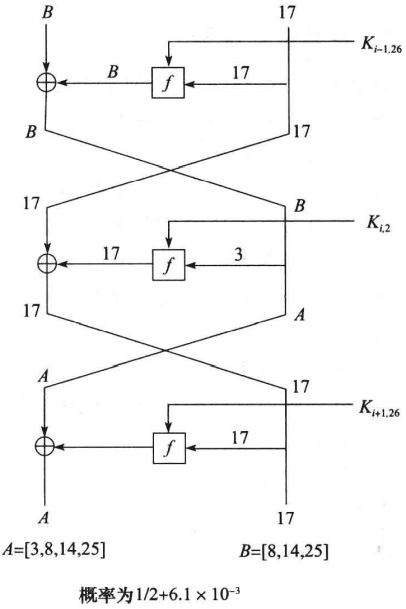 B 17
K_{i-1,26}
B f 17
B 17
17 B
K_{i,2}
17 f 3
17 A
A 17
K_{i+1,26}
f 17
A 17
A=[3,8,14,25] B=[8,14,25]
概率为1/2+6.1×10^{-3}